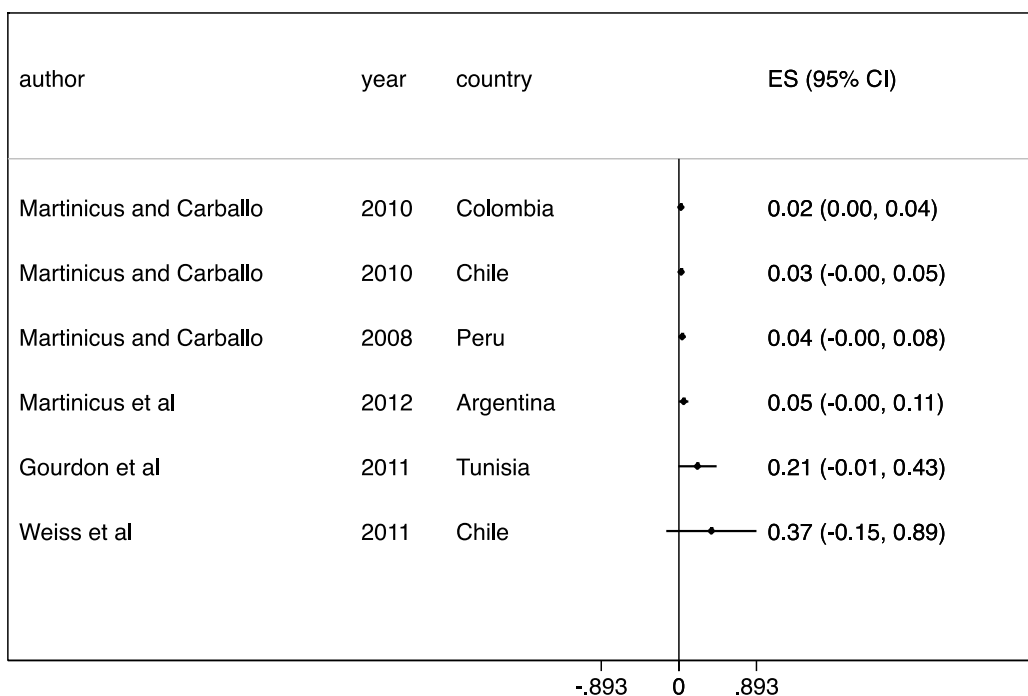 author year country ES (95% CI)
Martinicus and Carballo 2010 Colombia 0.02 (0.00, 0.04)
Martinicus and Carballo 2010 Chile 0.03 (-0.00, 0.05)
Martinicus and Carballo 2008 Peru 0.04 (-0.00, 0.08)
Martinicus et al 2012 Argentina 0.05 (-0.00, 0.11)
Gourdon et al 2011 Tunisia 0.21 (-0.01, 0.43)
Weiss et al 2011 Chile 0.37 (-0.15, 0.89)
-.893 0 .893